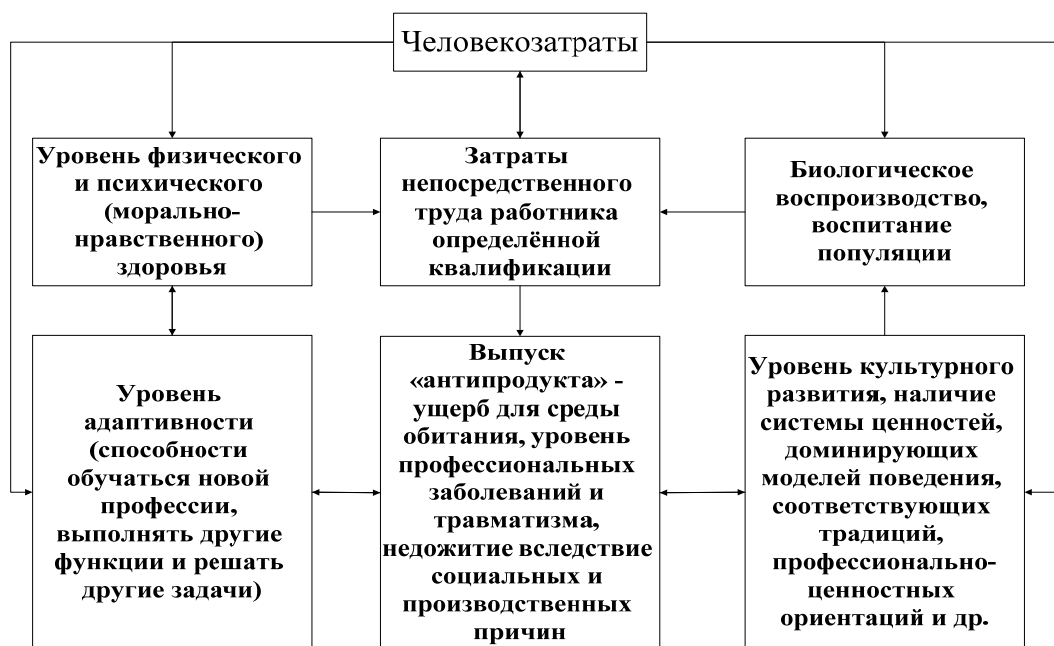 Человекозатраты
Уровень физического
и психического
(морально-
нравственного)
здоровья
Затраты
непосредственного
труда работника
определённой
квалификации
Биологическое
воспроизводство,
воспитание
популяции
Уровень
адаптивности
(способности
обучаться новой
профессии,
выполнять другие
функции и решать
другие задачи)
Выпуск
«антипродукта» -
ущерб для среды
обитания, уровень
профессиональных
заболеваний и
травматизма,
недожитие вследствие
социальных и
производственных
причин
Уровень культурного
развития, наличие
системы ценностей,
доминирующих
моделей поведения,
соответствующих
традиций,
профессионально-
ценностных
ориентаций и др.